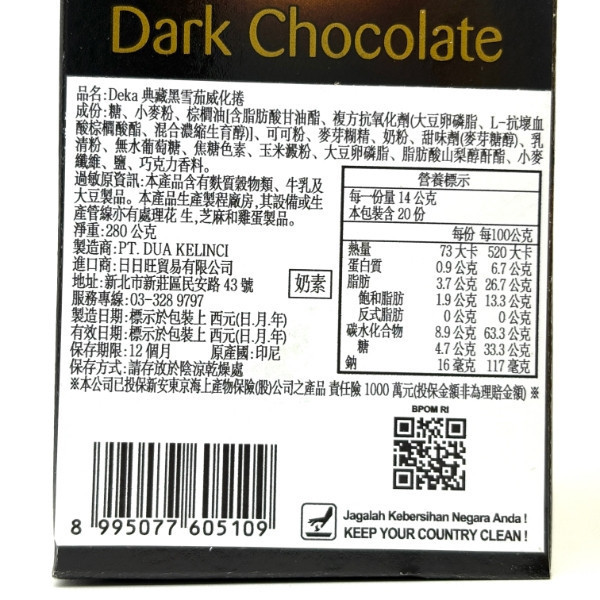 Dark Chocolate
品名:Deka 典藏黑雪茄威化捲
成份:糖、小麥粉、棕櫚油[含脂肪酸甘油酯、複方抗氧化劑(大豆卵磷脂、L-抗壞血
酸棕櫚酸酯、混合濃縮生育醇)]、可可粉、麥芽糊精、奶粉、甜味劑(麥芽糖醇)、乳
清粉、無水葡萄糖、焦糖色素、玉米澱粉、大豆卵磷脂、脂肪酸山梨醇酐酯、小麥
纖維、鹽、巧克力香料。
過敏原資訊:本產品含有麩質穀物類、牛乳及
大豆製品。本產品生產製程廠房,其設備或生
產管線亦有處理花 生,芝麻和雞蛋製品。
淨重:280 公克
製造商:PT. DUA KELINCI
進口商:日日旺貿易有限公司
地址:新北市新莊區民安路 43 號
服務專線:03-328 9797
製造日期:標示於包裝上 西元(日.月.年)
有效日期:標示於包裝上 西元(日.月.年)
保存期限:12 個月 原產國:印尼
保存方式:請存放於陰涼乾燥處
奶素
營養標示
每一份量 14 公克
本包裝含 20 份
每份 每100公克
熱量 73 大卡 520 大卡
蛋白質 0.9 公克 6.7 公克
脂肪 3.7 公克 26.7 公克
飽和脂肪 1.9 公克 13.3 公克
反式脂肪 0 公克 0 公克
碳水化合物 8.9 公克 63.3 公克
糖 4.7 公克 33.3 公克
鈉 16 毫克 117 毫克
※本公司已投保新安東京海上產物保險(股)公司之產品 責任險 1000 萬元(投保金額非為理賠金額) ※
BPOM RI
8 995077 605109
Jagalah Kebersihan Negara Anda !
KEEP YOUR COUNTRY CLEAN !